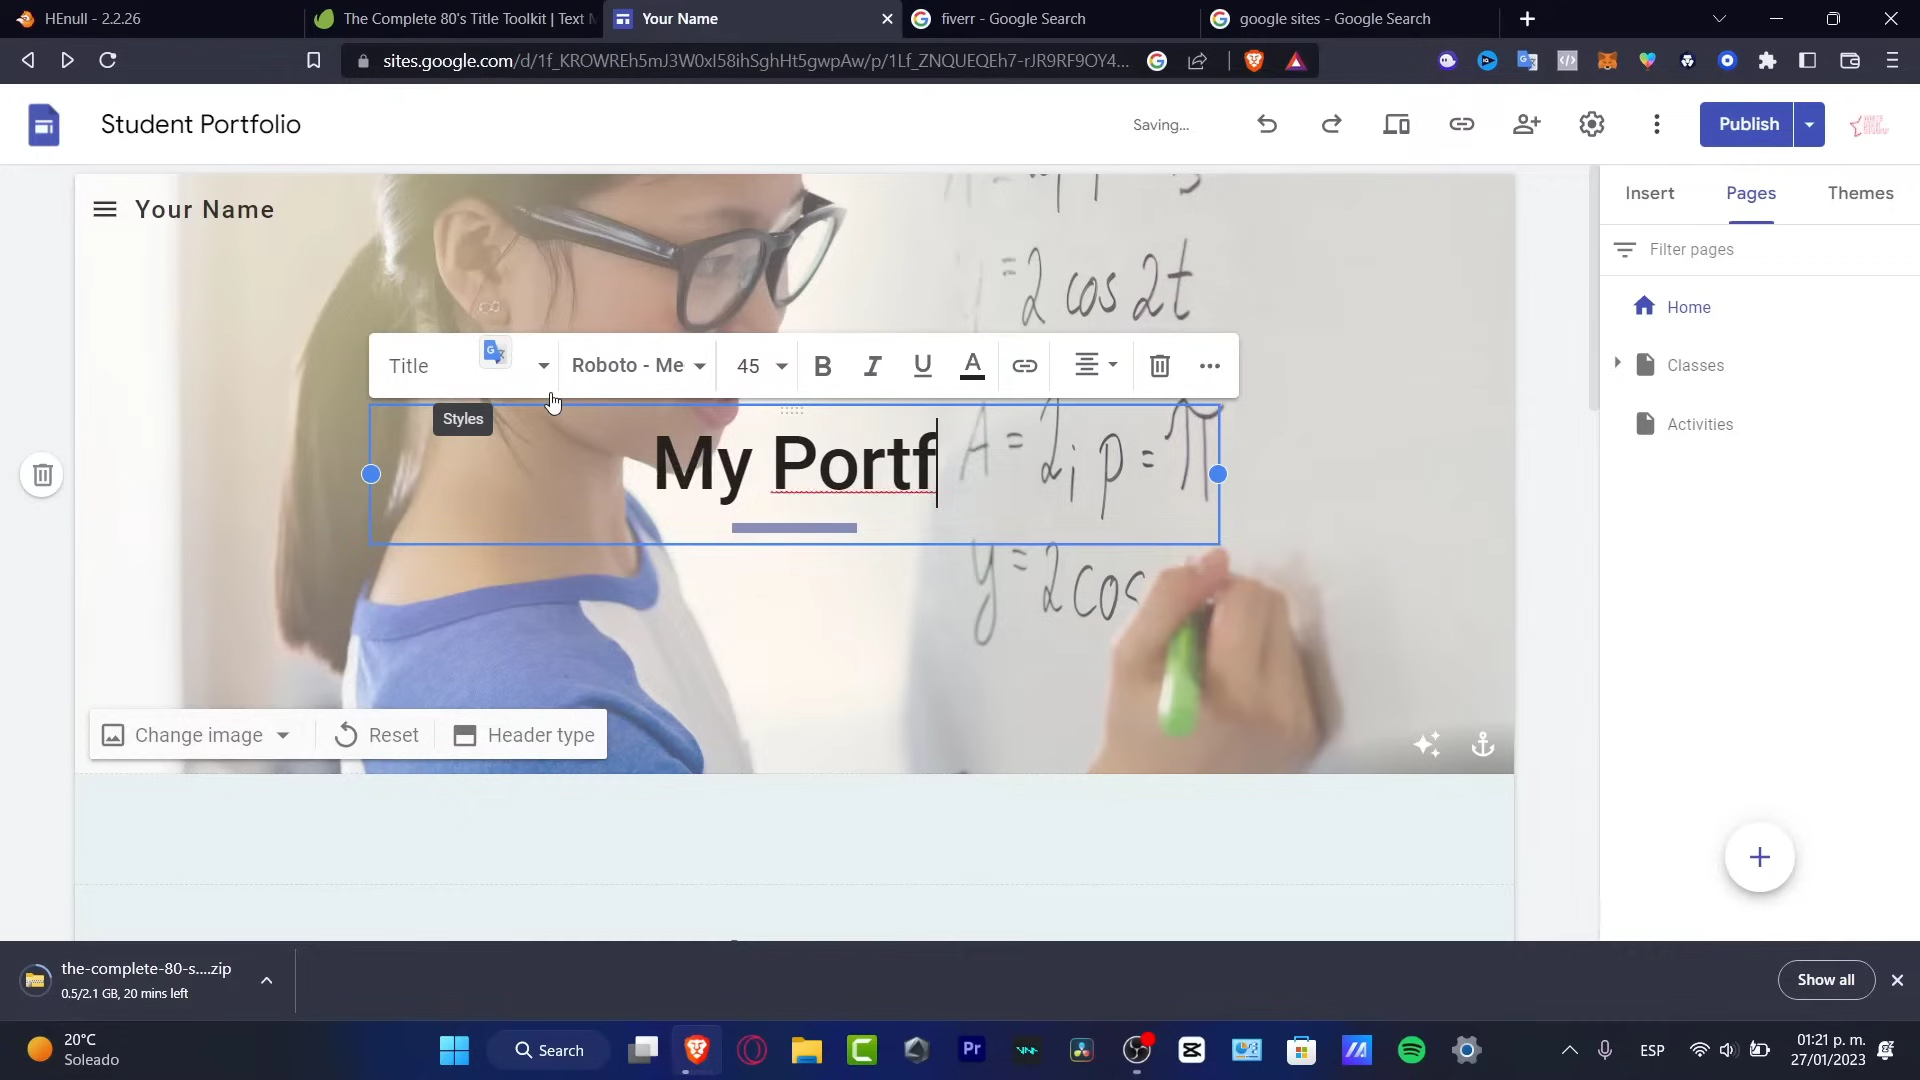 HEnull - 2.2.26
The Complete 80's Title Toolkit | Text M
Your Name
fiverr - Google Search
google sites - Google Search
sites.google.com/d/1f_KROWREh5mJ3W0xI58ihSghHt5gwpAw/p/1Lf_ZNQUEQEh7-rJR9RF9OY4...
Student Portfolio
Saving...
Publish
Your Name
Insert
Pages
Themes
Filter pages
Home
Classes
Activities
=2 cos 2t
Title
Roboto - Me
45
B
I
U
A
Styles
My Portf
A = 2; p = π
y = 2 cos
Change image
Reset
Header type
the-complete-80-s....zip
0.5/2.1 GB, 20 mins left
Show all
20°C
Soleado
Search
Pr
ESP
01:21 p. m.
27/01/2023